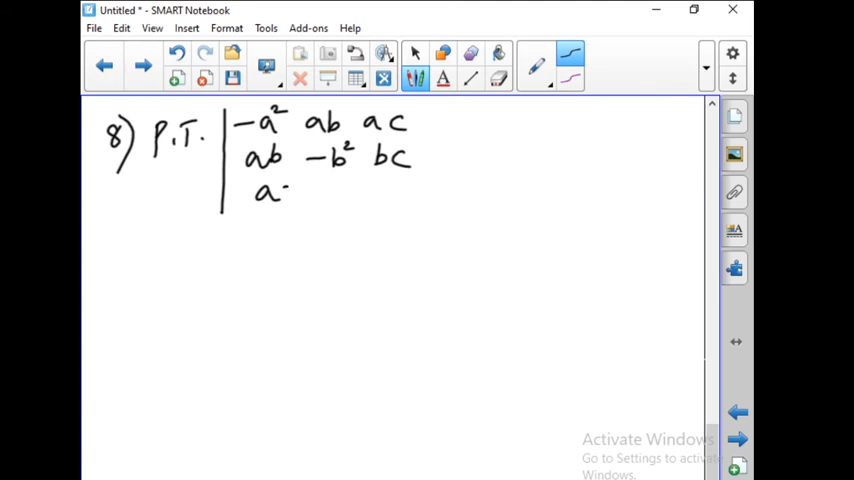 Untitled * - SMART Notebook
File Edit View Insert Format Tools Add-ons Help
8) P.T. | -a² ab ac
ab -b² bc
a
Activate Windows
Go to Settings to activate
Windows.